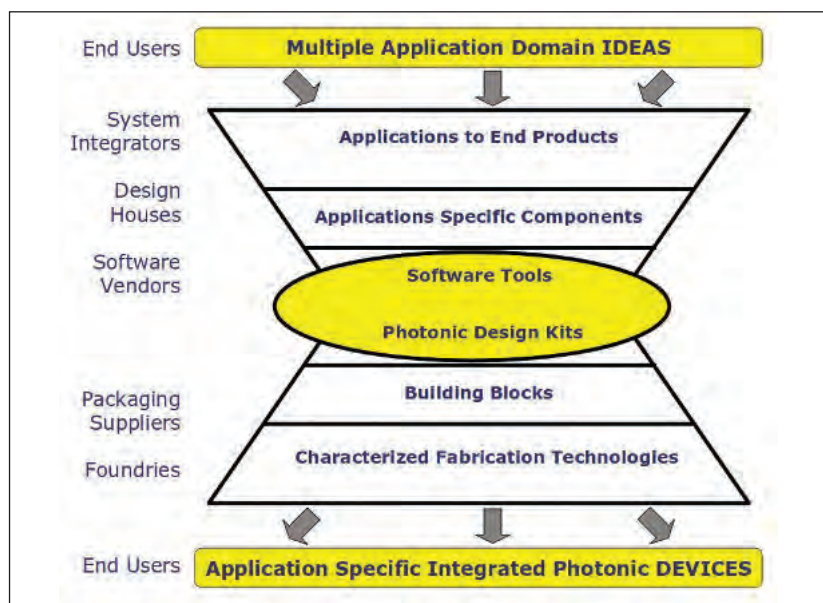 End Users
Multiple Application Domain IDEAS
System
Integrators
Applications to End Products
Design
Houses
Applications Specific Components
Software
Vendors
Software Tools
Photonic Design Kits
Packaging
Suppliers
Building Blocks
Foundries
Characterized Fabrication Technologies
End Users
Application Specific Integrated Photonic DEVICES